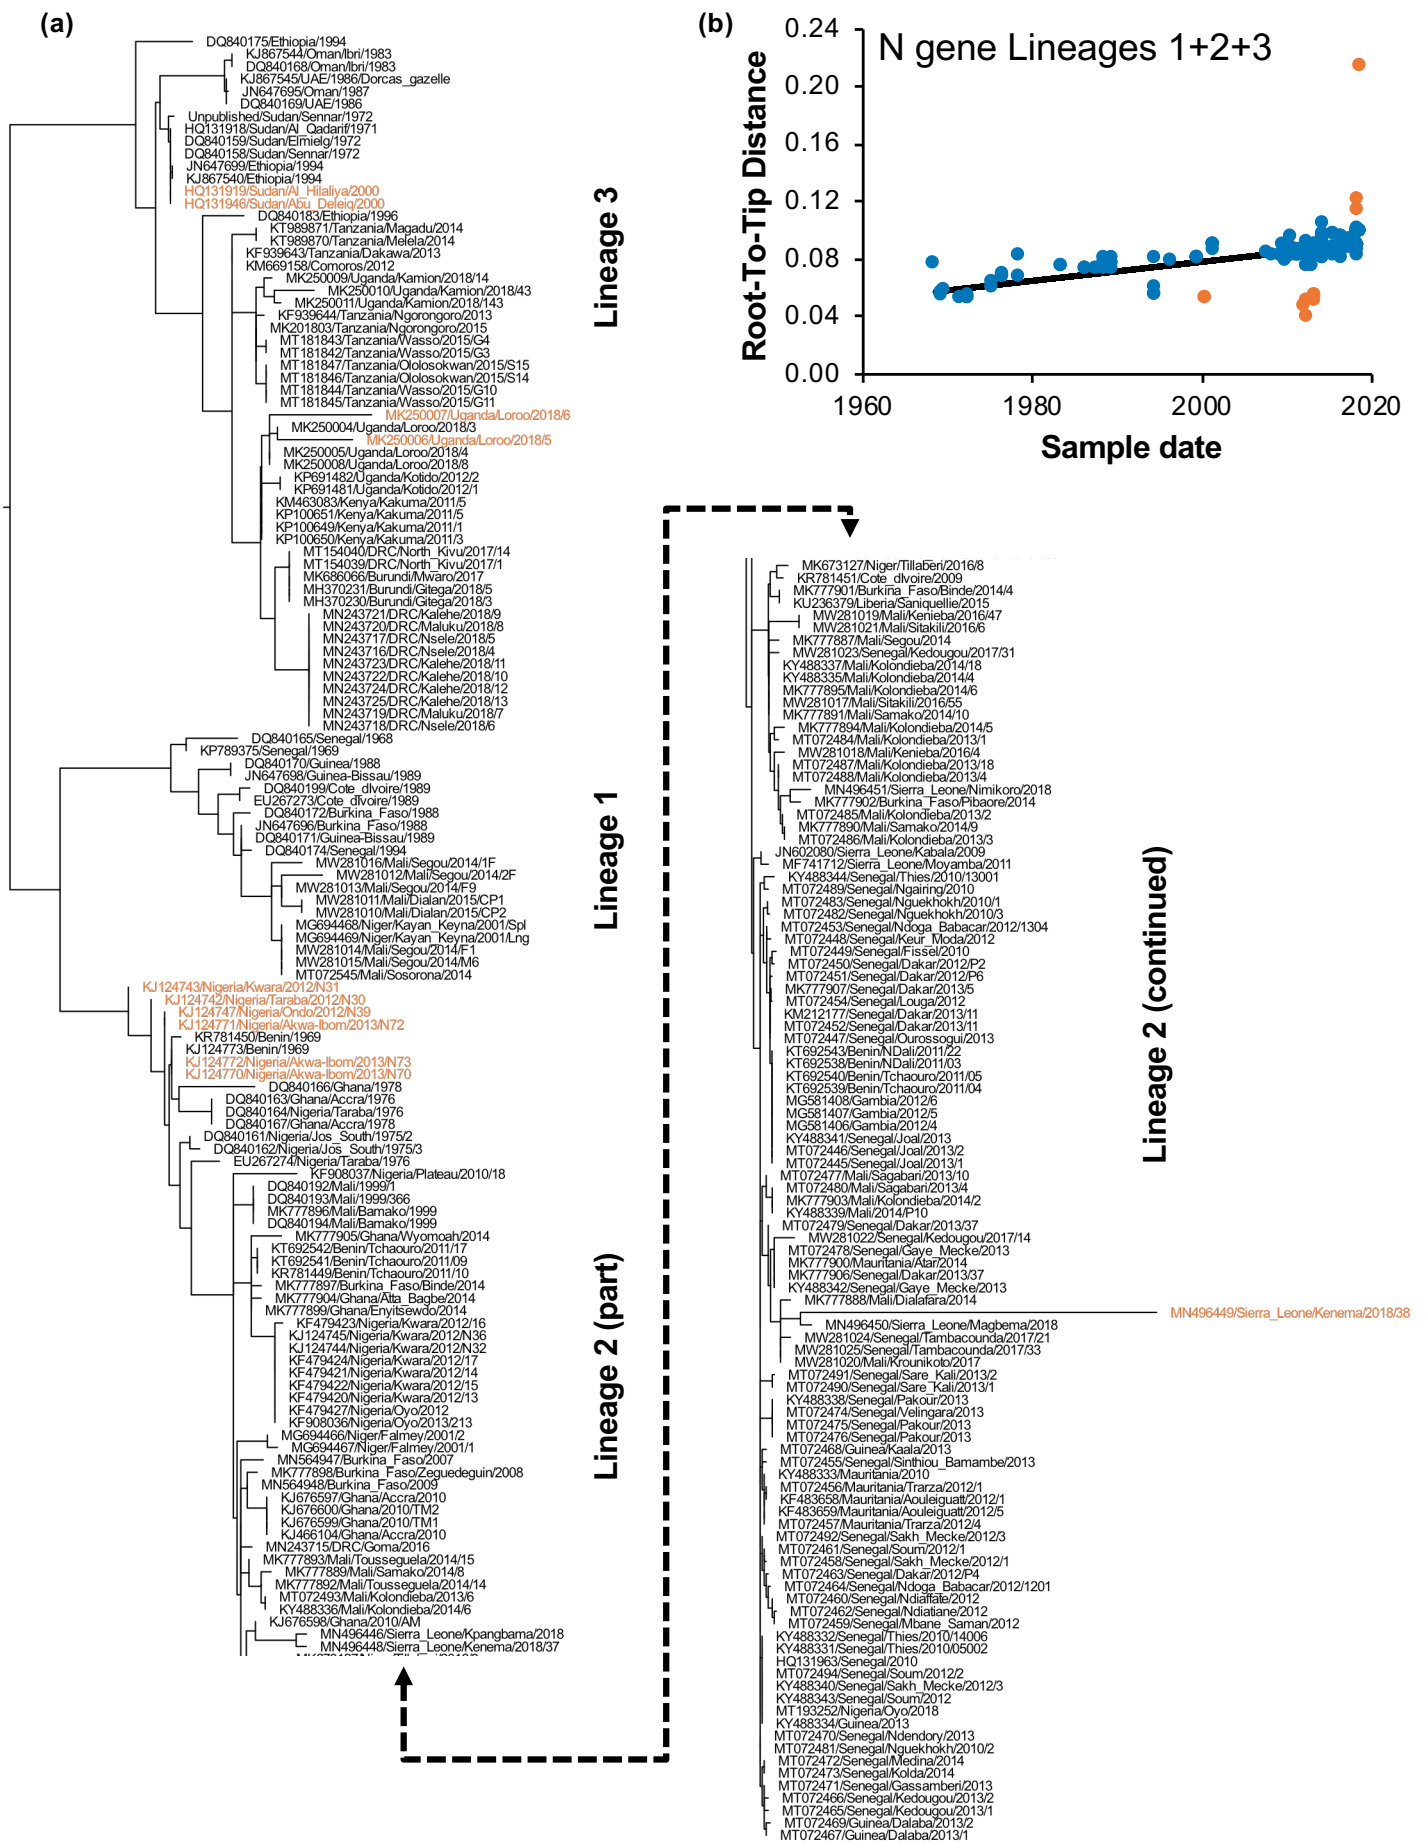 (a)
DQ840175/Ethiopia/1994
KJ867544/Oman/Ibri/1983
DQ840168/Oman/Ibri/1983
KJ867545/UAE/1986/Dorcas_gazelle
JN647695/Oman/1987
DQ840169/UAE/1986
Unpublished/Sudan/Sennar/1972
HQ131918/Sudan/Al_Qadarif/1971
DQ840159/Sudan/Elmielg/1972
DQ840158/Sudan/Sennar/1972
JN647699/Ethiopia/1994
KJ867540/Ethiopia/1994
HQ131919/Sudan/Al_Hilaliya/2000
HQ131946/Sudan/Abu_Deleiq/2000
DQ840183/Ethiopia/1996
KT989871/Tanzania/Magadu/2014
KT989870/Tanzania/Melela/2014
KF939643/Tanzania/Dakawa/2013
KM669158/Comoros/2012
MK250009/Uganda/Kamion/2018/14
MK250010/Uganda/Kamion/2018/43
MK250011/Uganda/Kamion/2018/143
KF939644/Tanzania/Ngorongoro/2013
MK201803/Tanzania/Ngorongoro/2015
MT181843/Tanzania/Wasso/2015/G4
MT181842/Tanzania/Wasso/2015/G3
MT181847/Tanzania/Ololosokwan/2015/S15
MT181846/Tanzania/Ololosokwan/2015/S14
MT181844/Tanzania/Wasso/2015/G10
MT181845/Tanzania/Wasso/2015/G11
MK250007/Uganda/Loroo/2018/6
MK250004/Uganda/Loroo/2018/3
MK250006/Uganda/Loroo/2018/5
MK250005/Uganda/Loroo/2018/4
MK250008/Uganda/Loroo/2018/8
KP691482/Uganda/Kotido/2012/2
KP691481/Uganda/Kotido/2012/1
KM463083/Kenya/Kakuma/2011/5
KP100651/Kenya/Kakuma/2011/5
KP100649/Kenya/Kakuma/2011/1
KP100650/Kenya/Kakuma/2011/3
MT154040/DRC/North_Kivu/2017/14
MT154039/DRC/North_Kivu/2017/1
MK686066/Burundi/Mwaro/2017
MH370231/Burundi/Gitega/2018/5
MH370230/Burundi/Gitega/2018/3
MN243721/DRC/Kalehe/2018/9
MN243720/DRC/Maluku/2018/8
MN243717/DRC/Nsele/2018/5
MN243716/DRC/Nsele/2018/4
MN243723/DRC/Kalehe/2018/11
MN243722/DRC/Kalehe/2018/10
MN243724/DRC/Kalehe/2018/12
MN243725/DRC/Kalehe/2018/13
MN243719/DRC/Maluku/2018/7
MN243718/DRC/Nsele/2018/6
Lineage 3
DQ840165/Senegal/1968
KP789375/Senegal/1969
DQ840170/Guinea/1988
JN647698/Guinea-Bissau/1989
DQ840199/Cote_dIvoire/1989
EU267273/Cote_dIvoire/1989
DQ840172/Burkina_Faso/1988
JN647696/Burkina_Faso/1988
DQ840171/Guinea-Bissau/1989
DQ840174/Senegal/1994
MW281016/Mali/Segou/2014/1F
MW281012/Mali/Segou/2014/2F
MW281013/Mali/Segou/2014/F9
MW281011/Mali/Dialan/2015/CP1
MW281010/Mali/Dialan/2015/CP2
MG694468/Niger/Kayan_Keyna/2001/Spl
MG694469/Niger/Kayan_Keyna/2001/Lng
MW281014/Mali/Segou/2014/F1
MW281015/Mali/Segou/2014/M6
MT072545/Mali/Sosorona/2014
Lineage 1
KJ124743/Nigeria/Kwara/2012/N31
KJ124742/Nigeria/Taraba/2012/N30
KJ124747/Nigeria/Ondo/2012/N39
KJ124771/Nigeria/Akwa-Ibom/2013/N72
KR781450/Benin/1969
KJ124773/Benin/1969
KJ124772/Nigeria/Akwa-Ibom/2013/N73
KJ124770/Nigeria/Akwa-Ibom/2013/N70
DQ840166/Ghana/1978
DQ840163/Ghana/Accra/1976
DQ840164/Nigeria/Taraba/1976
DQ840167/Ghana/Accra/1978
DQ840161/Nigeria/Jos_South/1975/2
DQ840162/Nigeria/Jos_South/1975/3
EU267274/Nigeria/Taraba/1976
KF908037/Nigeria/Plateau/2010/18
DQ840192/Mali/1999/1
DQ840193/Mali/1999/366
MK777896/Mali/Bamako/1999
DQ840194/Mali/Bamako/1999
MK777905/Ghana/Wyomoah/2014
KT692542/Benin/Tchaouro/2011/17
KT692541/Benin/Tchaouro/2011/09
KR781449/Benin/Tchaouro/2011/10
MK777897/Burkina_Faso/Binde/2014
MK777904/Ghana/Atta_Bagbe/2014
MK777899/Ghana/Enyitsewdo/2014
KF479423/Nigeria/Kwara/2012/16
KJ124745/Nigeria/Kwara/2012/N36
KJ124744/Nigeria/Kwara/2012/N32
KF479424/Nigeria/Kwara/2012/17
KF479421/Nigeria/Kwara/2012/14
KF479422/Nigeria/Kwara/2012/15
KF479420/Nigeria/Kwara/2012/13
KF479427/Nigeria/Oyo/2012
KF908036/Nigeria/Oyo/2013/213
MG694466/Niger/Falmey/2001/2
MG694467/Niger/Falmey/2001/1
MN564947/Burkina_Faso/2007
MK777898/Burkina_Faso/Zeguedeguin/2008
MN564948/Burkina_Faso/2009
KJ676597/Ghana/Accra/2010
KJ676600/Ghana/2010/TM2
KJ676599/Ghana/2010/TM1
KJ466104/Ghana/Accra/2010
MN243715/DRC/Goma/2016
MK777893/Mali/Tousseguela/2014/15
MK777889/Mali/Samako/2014/8
MK777892/Mali/Tousseguela/2014/14
MT072493/Mali/Kolondieba/2013/6
KY488336/Mali/Kolondieba/2014/6
KJ676598/Ghana/2010/AM
MN496446/Sierra_Leone/Kpangbama/2018
MN496448/Sierra_Leone/Kenema/2018/37
Lineage 2 (part)
(b)
N gene Lineages 1+2+3
Root-To-Tip Distance
0.24
0.20
0.16
0.12
0.08
0.04
0.00
1960
1980
2000
2020
Sample date
MK673127/Niger/Tillaberi/2016/8
KR781451/Cote_dIvoire/2009
MK777901/Burkina_Faso/Binde/2014/4
KU236379/Liberia/Saniquellie/2015
MW281019/Mali/Kenieba/2016/47
MW281021/Mali/Sitakili/2016/6
MK777887/Mali/Segou/2014
MW281023/Senegal/Kedougou/2017/31
KY488337/Mali/Kolondieba/2014/18
KY488335/Mali/Kolondieba/2014/4
MK777895/Mali/Kolondieba/2014/6
MW281017/Mali/Sitakili/2016/55
MK777891/Mali/Samako/2014/10
MK777894/Mali/Kolondieba/2014/5
MT072484/Mali/Kolondieba/2013/1
MW281018/Mali/Kenieba/2016/4
MT072487/Mali/Kolondieba/2013/18
MT072488/Mali/Kolondieba/2013/4
MN496451/Sierra_Leone/Nimikoro/2018
MK777902/Burkina_Faso/Pibaore/2014
MT072485/Mali/Kolondieba/2013/2
MK777890/Mali/Samako/2014/9
MT072486/Mali/Kolondieba/2013/3
JN602080/Sierra_Leone/Kabala/2009
MF741712/Sierra_Leone/Moyamba/2011
KY488344/Senegal/Thies/2010/13001
MT072489/Senegal/Ngairing/2010
MT072483/Senegal/Nguekhokh/2010/1
MT072482/Senegal/Nguekhokh/2010/3
MT072453/Senegal/Ndoga_Babacar/2012/1304
MT072448/Senegal/Keur_Moda/2012
MT072449/Senegal/Fissel/2010
MT072450/Senegal/Dakar/2012/P2
MT072451/Senegal/Dakar/2012/P6
MK777907/Senegal/Dakar/2013/5
MT072454/Senegal/Louga/2012
KM212177/Senegal/Dakar/2013/11
MT072452/Senegal/Dakar/2013/11
MT072447/Senegal/Ourossogui/2013
KT692543/Benin/NDali/2011/22
KT692538/Benin/NDali/2011/03
KT692540/Benin/Tchaouro/2011/05
KT692539/Benin/Tchaouro/2011/04
MG581408/Gambia/2012/6
MG581407/Gambia/2012/5
MG581406/Gambia/2012/4
KY488341/Senegal/Joal/2013
MT072446/Senegal/Joal/2013/2
MT072445/Senegal/Joal/2013/1
MT072477/Mali/Sagabari/2013/10
MT072480/Mali/Sagabari/2013/4
MK777903/Mali/Kolondieba/2014/2
KY488339/Mali/2014/P10
MT072479/Senegal/Dakar/2013/37
MW281022/Senegal/Kedougou/2017/14
MT072478/Senegal/Gaye_Mecke/2013
MK777900/Mauritania/Atar/2014
MK777906/Senegal/Dakar/2013/37
KY488342/Senegal/Gaye_Mecke/2013
MK777888/Mali/Dialafara/2014
MN496449/Sierra_Leone/Kenema/2018/38
MN496450/Sierra_Leone/Magbema/2018
MW281024/Senegal/Tambacounda/2017/21
MW281025/Senegal/Tambacounda/2017/33
MW281020/Mali/Krounikoto/2017
MT072491/Senegal/Sare_Kali/2013/2
MT072490/Senegal/Sare_Kali/2013/1
KY488338/Senegal/Pakour/2013
MT072474/Senegal/Velingara/2013
MT072475/Senegal/Pakour/2013
MT072476/Senegal/Pakour/2013
MT072468/Guinea/Kaala/2013
MT072455/Senegal/Sinthiou_Bamambe/2013
KY488333/Mauritania/2010
MT072456/Mauritania/Trarza/2012/1
KF483658/Mauritania/Aouleiguatt/2012/1
KF483659/Mauritania/Aouleiguatt/2012/5
MT072457/Mauritania/Trarza/2012/4
MT072492/Senegal/Sakh_Mecke/2012/3
MT072461/Senegal/Soum/2012/1
MT072458/Senegal/Sakh_Mecke/2012/1
MT072463/Senegal/Dakar/2012/P4
MT072464/Senegal/Ndoga_Babacar/2012/1201
MT072460/Senegal/Ndiaffate/2012
MT072462/Senegal/Ndiatiane/2012
MT072459/Senegal/Mbane_Saman/2012
KY488332/Senegal/Thies/2010/14006
KY488331/Senegal/Thies/2010/05002
HQ131963/Senegal/2010
MT072494/Senegal/Soum/2012/2
KY488340/Senegal/Sakh_Mecke/2012/3
KY488343/Senegal/Soum/2012
MT193252/Nigeria/Oyo/2018
KY488334/Guinea/2013
MT072470/Senegal/Ndendory/2013
MT072481/Senegal/Nguekhokh/2010/2
MT072472/Senegal/Medina/2014
MT072473/Senegal/Kolda/2014
MT072471/Senegal/Gassamberi/2013
MT072466/Senegal/Kedougou/2013/2
MT072465/Senegal/Kedougou/2013/1
MT072469/Guinea/Dalaba/2013/2
MT072467/Guinea/Dalaba/2013/1
Lineage 2 (continued)